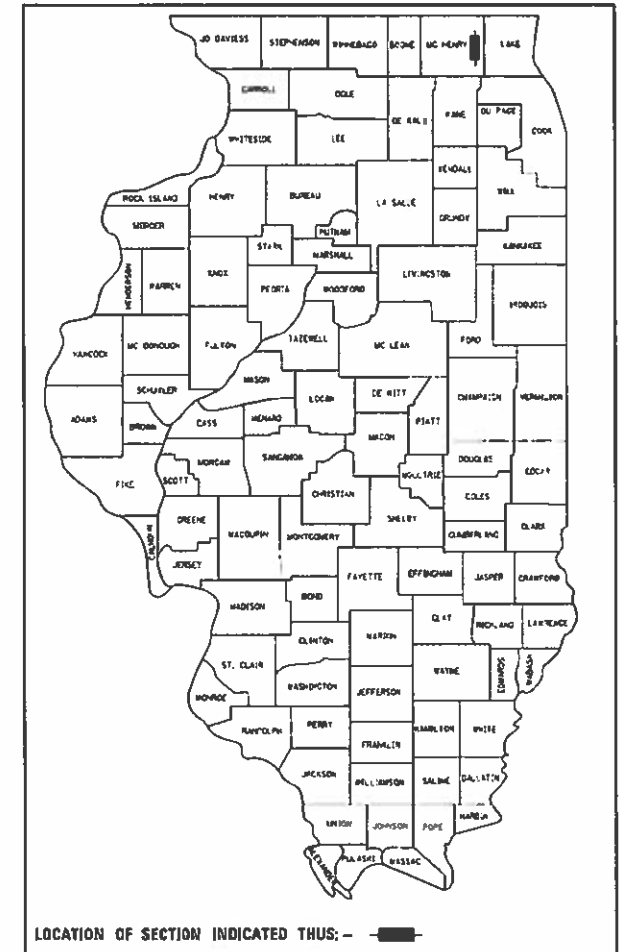 JO DAVIESS STEPHENSON WINNEBAGO BOONE MC HENRY LAKE
CARROLL OGLE DE KALB KANE DU PAGE COOK
WHITESIDE LEE
KENDALL WILL
ROCK ISLAND HENRY BUREAU LA SALLE GRUNDY
MERCER PUTNAM
STARK MARSHALL KANKAKEE
HENDERSON WARREN KNOX PEORIA WOODFORD LIVINGSTON IROQUOIS
HANCOCK MC DONOUGH FULTON TAZEWELL MC LEAN FORD
SCHUYLER MASON
ADAMS BROWN CASS MENARD LOGAN DE WITT PIATT CHAMPAIGN VERMILION
MACON
PIKE SCOTT MORGAN SANGAMON MOULTRIE DOUGLAS EDGAR
CHRISTIAN COLES
CALHOUN GREENE MACOUPIN MONTGOMERY SHELBY CUMBERLAND CLARK
JERSEY
FAYETTE EFFINGHAM JASPER CRAWFORD
MADISON BOND
CLAY RICHLAND LAWRENCE
CLINTON MARION
ST. CLAIR WAYNE EDWARDS WABASH
MONROE WASHINGTON JEFFERSON
RANDOLPH PERRY HAMILTON WHITE
FRANKLIN
JACKSON WILLIAMSON SALINE GALLATIN
UNION JOHNSON POPE HARDIN
ALEXANDER PULASKI MASSAC
LOCATION OF SECTION INDICATED THUS: -